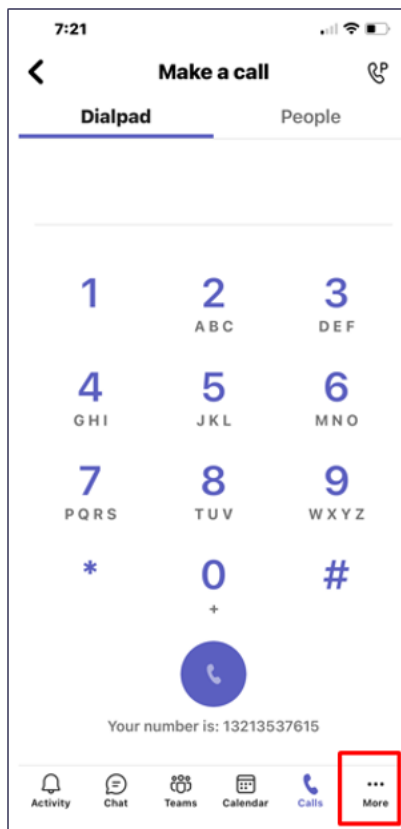 7:21
Make a call
Dialpad People
1 2 3
ABC DEF
4 5 6
GHI JKL MNO
7 8 9
PQRS TUV WXYZ
* 0 #
+
Your number is: 13213537615
Activity Chat Teams Calendar Calls More